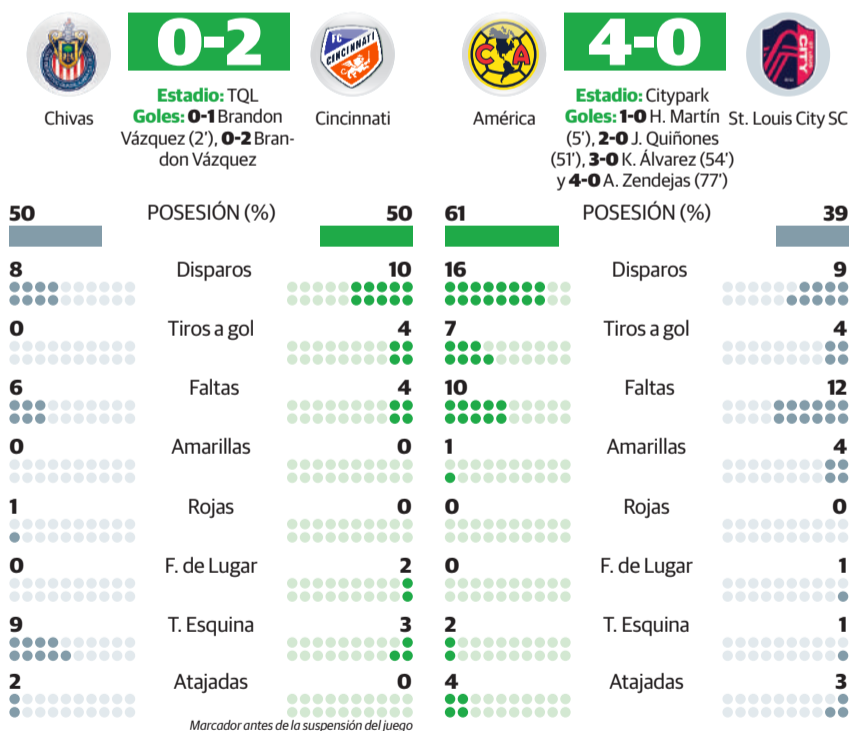 0-2
FC
CINCINNATI
Chivas
Estadio: TQL
Goles: 0-1 Brandon
Vázquez (2’), 0-2 Bran-
don Vázquez
Cincinnati
50 POSESIÓN (%) 50
8 Disparos 10
0 Tiros a gol 4
6 Faltas 4
0 Amarillas 0
1 Rojas 0
0 F. de Lugar 2
9 T. Esquina 3
2 Atajadas 0
Marcador antes de la suspensión del juego
4-0
C A
CITY
América
Estadio: Citypark
Goles: 1-0 H. Martín
(5’), 2-0 J. Quiñones
(51’), 3-0 K. Álvarez (54’)
y 4-0 A. Zendejas (77’)
St. Louis City SC
61 POSESIÓN (%) 39
16 Disparos 9
7 Tiros a gol 4
10 Faltas 12
1 Amarillas 4
0 Rojas 0
0 F. de Lugar 1
2 T. Esquina 1
4 Atajadas 3